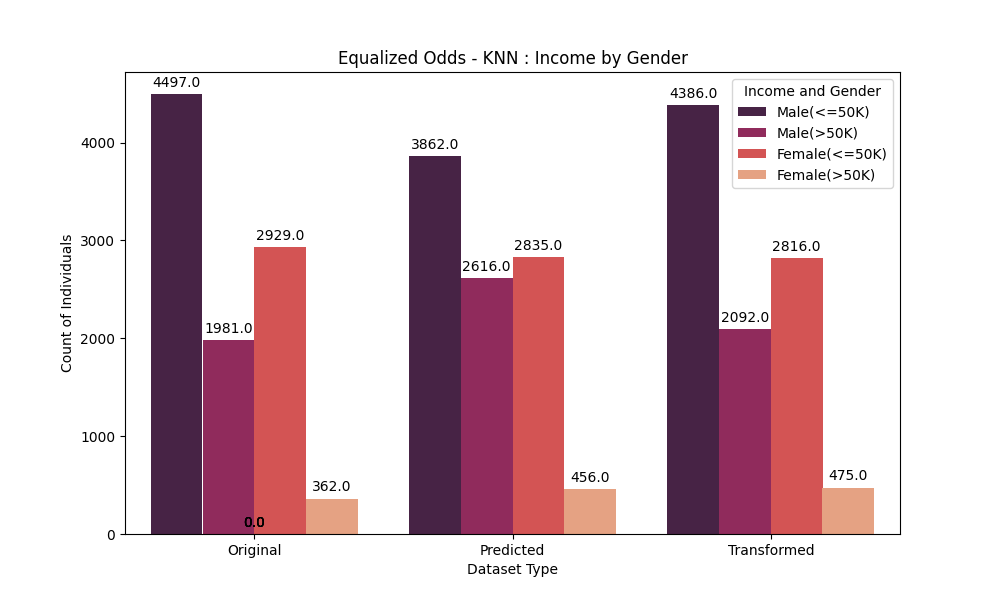 Equalized Odds - KNN : Income by Gender
Income and Gender
Male(<=50K)
Male(>50K)
Female(<=50K)
Female(>50K)
Count of Individuals
4000
3000
2000
1000
0
4497.0
1981.0
2929.0
362.0
0.0
3862.0
2616.0
2835.0
456.0
4386.0
2092.0
2816.0
475.0
Original
Predicted
Transformed
Dataset Type